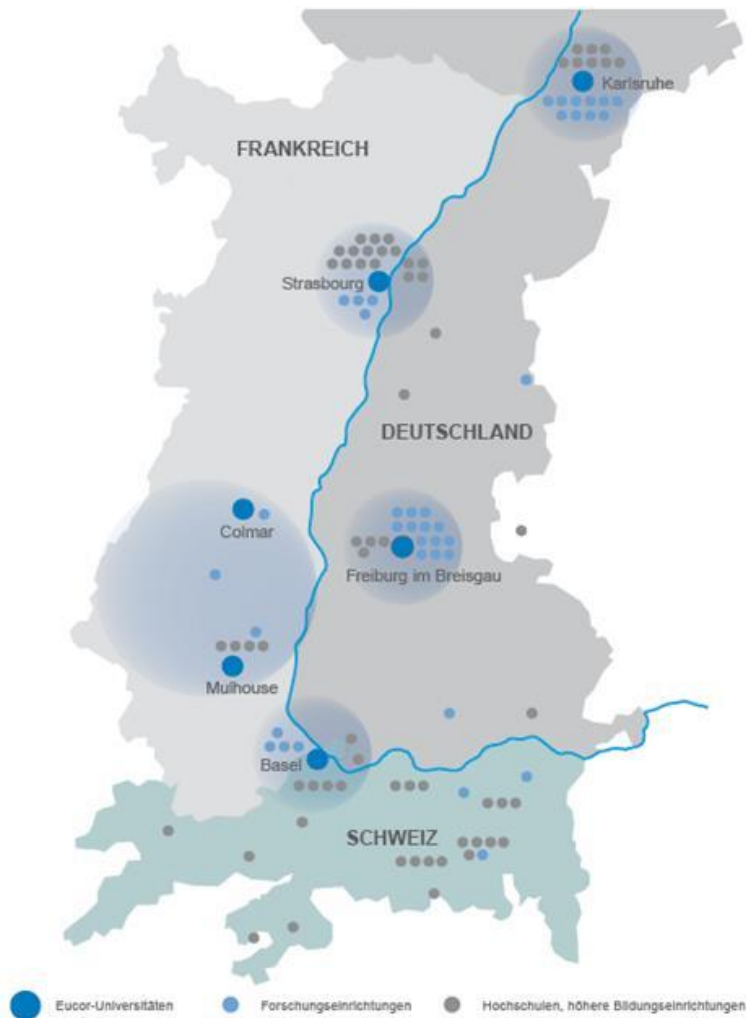 Karlsruhe
FRANKREICH
Strasbourg
DEUTSCHLAND
Colmar
Freiburg im Breisgau
Mulhouse
Basel
SCHWEIZ
Eucor-Universitäten
Forschungseinrichtungen
Hochschulen, höhere Bildungseinrichtungen